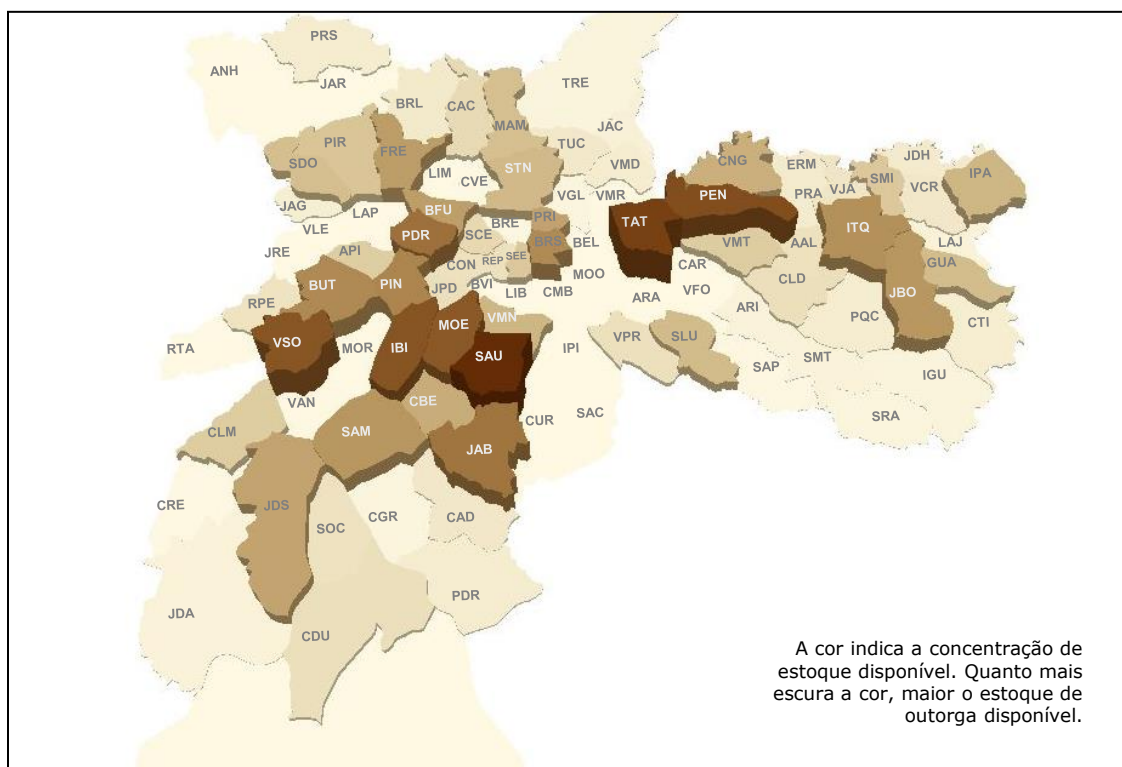 PRS
ANH
JAR
TRE
BRL
CAC
MAM
JÁC
PIR
TUC
SDO
FRE
CNG
ERM
JDH
STN
VMD
LIM
CVE
VJA
SMI
VCR
IPA
VGL
VMR
PEN
PRA
JAG
LAP
BFU
PRI
VLE
BRE
TAT
ITQ
PDR
SCE
BRS
BEL
VMT
AAL
LAJ
JRE
API
CON
REP
SEE
MOO
CAR
GUA
CLD
BUT
PIN
JPD
BVI
LIB
CMB
VFO
JBO
RPE
ARA
ARI
PQC
CTI
VMN
MOE
VSO
MOR
IBI
SAU
IPI
VPR
SLU
RTA
SMT
SAP
IGU
VAN
CBE
CLM
SAM
CUR
SAC
SRA
JAB
CRE
JDS
SOC
CGR
CAD
PDR
JDA
CDU
A cor indica a concentração de
estoque disponível. Quanto mais
escura a cor, maior o estoque de
outorga disponível.